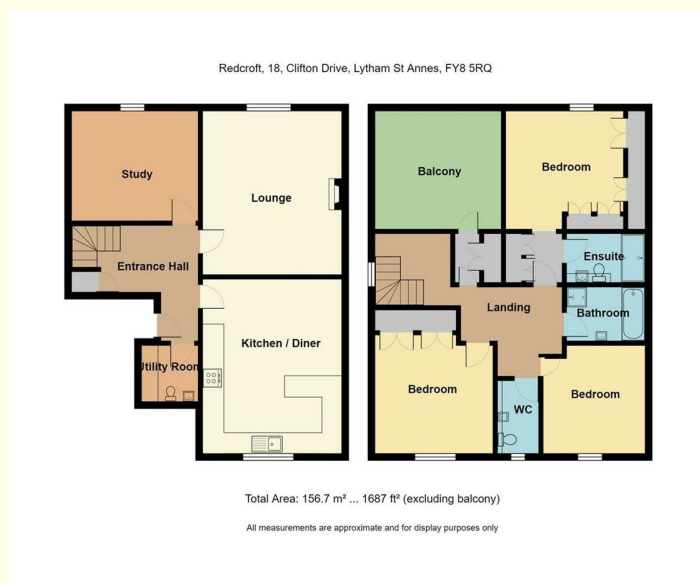 Redcroft, 18, Clifton Drive, Lytham St Annes, FY8 5RQ
Study
Lounge
Entrance Hall
Kitchen / Diner
Utility Room
Balcony
Bedroom
Ensuite
Landing
Bathroom
Bedroom
WC
Bedroom
Total Area: 156.7 m² ... 1687 ft² (excluding balcony)
All measurements are approximate and for display purposes only